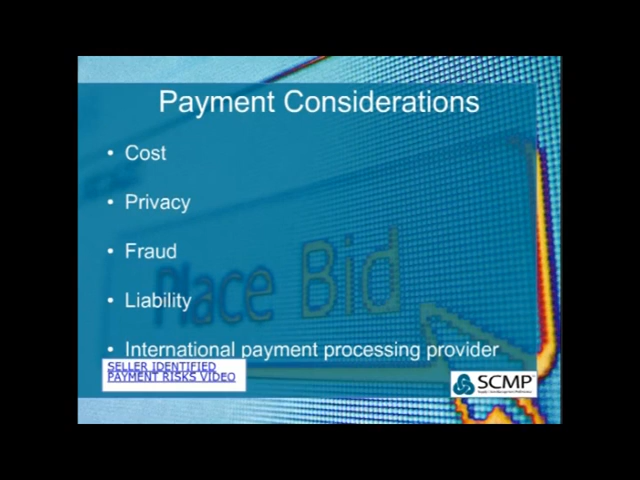 Payment Considerations
• Cost
• Privacy
• Fraud
Place Bid
• Liability
• International payment processing provider
SELLER IDENTIFIED
PAYMENT RISKS VIDEO
SCMP